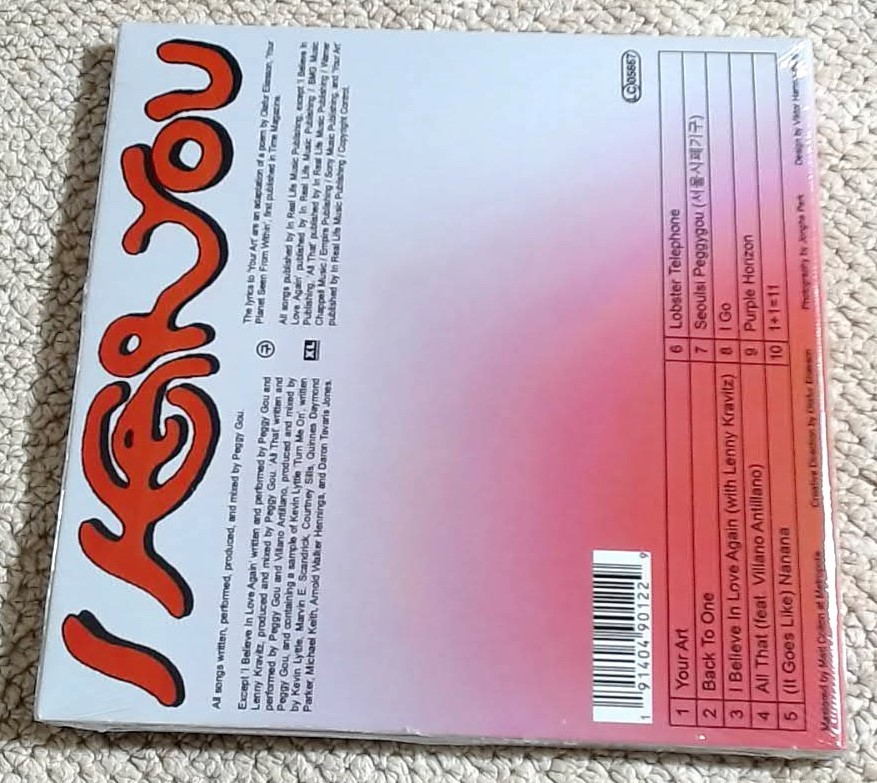 I HEAR YOU
All songs written, performed, produced, and mixed by Peggy Gou.
Except 'I Believe In Love Again' written and performed by Peggy Gou and
Lenny Kravitz, produced and mixed by Peggy Gou. 'All That' written and
performed by Peggy Gou and Villano Antillano, produced and mixed by
Peggy Gou, and containing a sample of Kevin Lyttle 'Turn Me On', written
by Kevin Lyttle, Marvin E. Scandrick, Courtney Sills, Quinnes Daymond
Parker, Michael Keith, Arnold Walker Hennings, and Daron Tavaris Jones.
구
XL
The lyrics to 'Your Art' are an adaptation of a poem by Olafur Eliasson, 'Your
Planet Seen From Within', first published in Time Magazine.
All songs published by In Real Life Music Publishing, except 'I Believe In
Love Again' published by In Real Life Music Publishing / BMG Music
Publishing, 'All That' published by In Real Life Music Publishing / Warner
Chappell Music / Empire Publishing / Sony Music Publishing, and 'Your Art'
published by In Real Life Music Publishing / Copyright Control.
LC 05667
1 91404 90122 9
1 Your Art
2 Back To One
3 I Believe In Love Again (with Lenny Kravitz)
4 All That (feat. Villano Antillano)
5 (It Goes Like) Nanana
6 Lobster Telephone
7 Seoulsi Peggygou (서울시페기구)
8 I Go
9 Purple Horizon
10 1+1=11
Mastered by Matt Colton at Metropolis
Creative Direction by Olafur Eliasson
Photography by Jongha Park
Design by Viktor